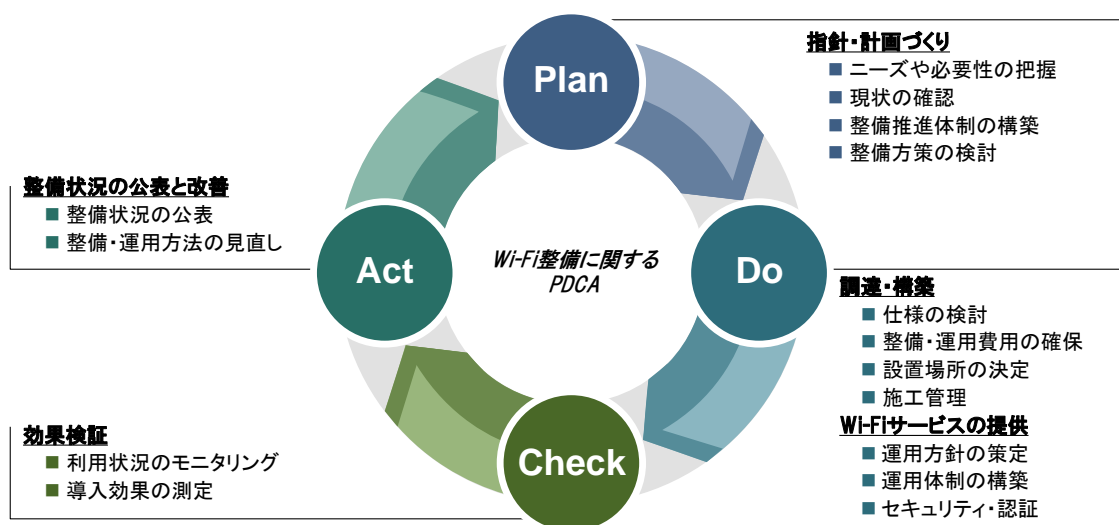 Plan
指針・計画づくり
■ ニーズや必要性の把握
■ 現状の確認
■ 整備推進体制の構築
■ 整備方策の検討
Do
調達・構築
■ 仕様の検討
■ 整備・運用費用の確保
■ 設置場所の決定
■ 施工管理
Wi-Fiサービスの提供
■ 運用方針の策定
■ 運用体制の構築
■ セキュリティ・認証
Check
効果検証
■ 利用状況のモニタリング
■ 導入効果の測定
Act
整備状況の公表と改善
■ 整備状況の公表
■ 整備・運用方法の見直し
Wi-Fi整備に関する
PDCA